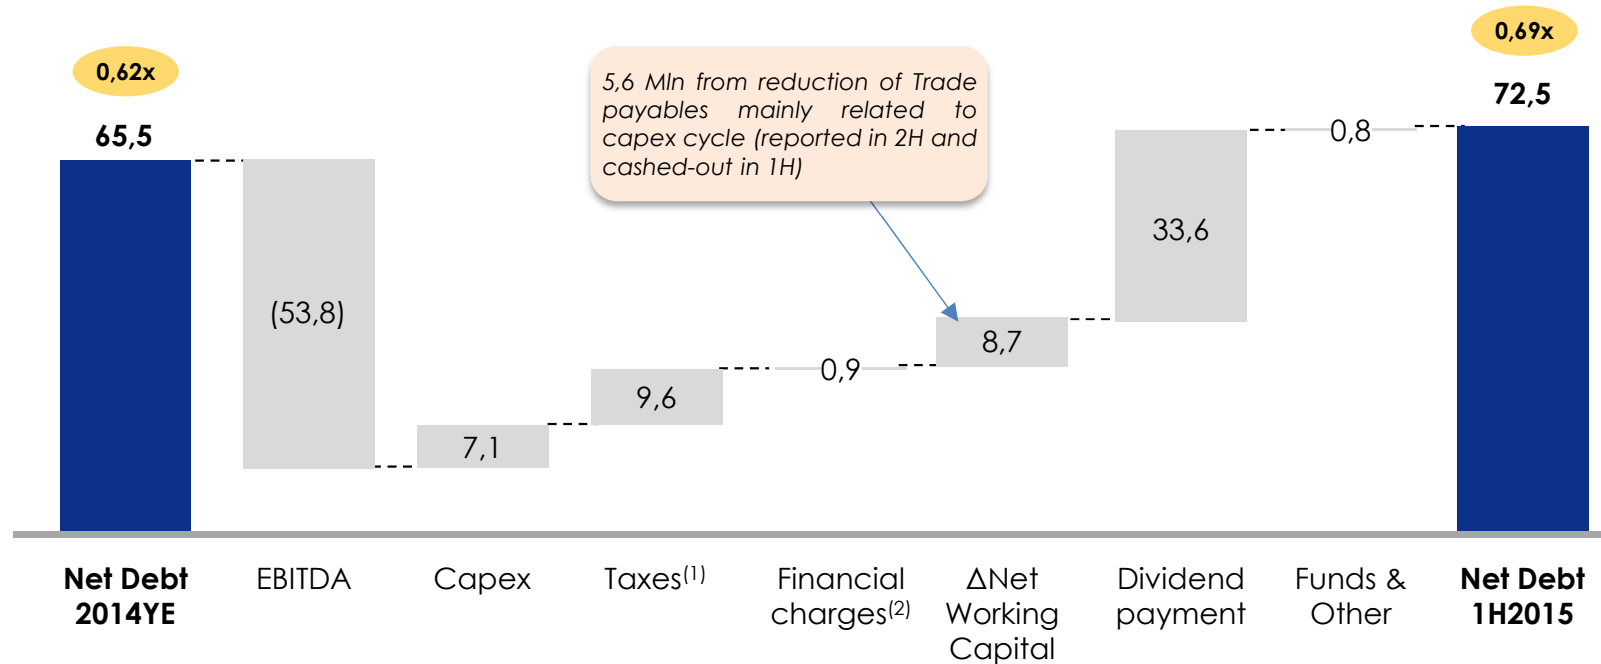 0,62x
65,5
5,6 Mln from reduction of Trade
payables mainly related to
capex cycle (reported in 2H and
cashed-out in 1H)
0,69x
72,5
(53,8)
7,1
9,6
0,9
8,7
33,6
0,8
Net Debt
2014YE
EBITDA
Capex
Taxes(1)
Financial
charges(2)
ΔNet
Working
Capital
Dividend
payment
Funds &
Other
Net Debt
1H2015